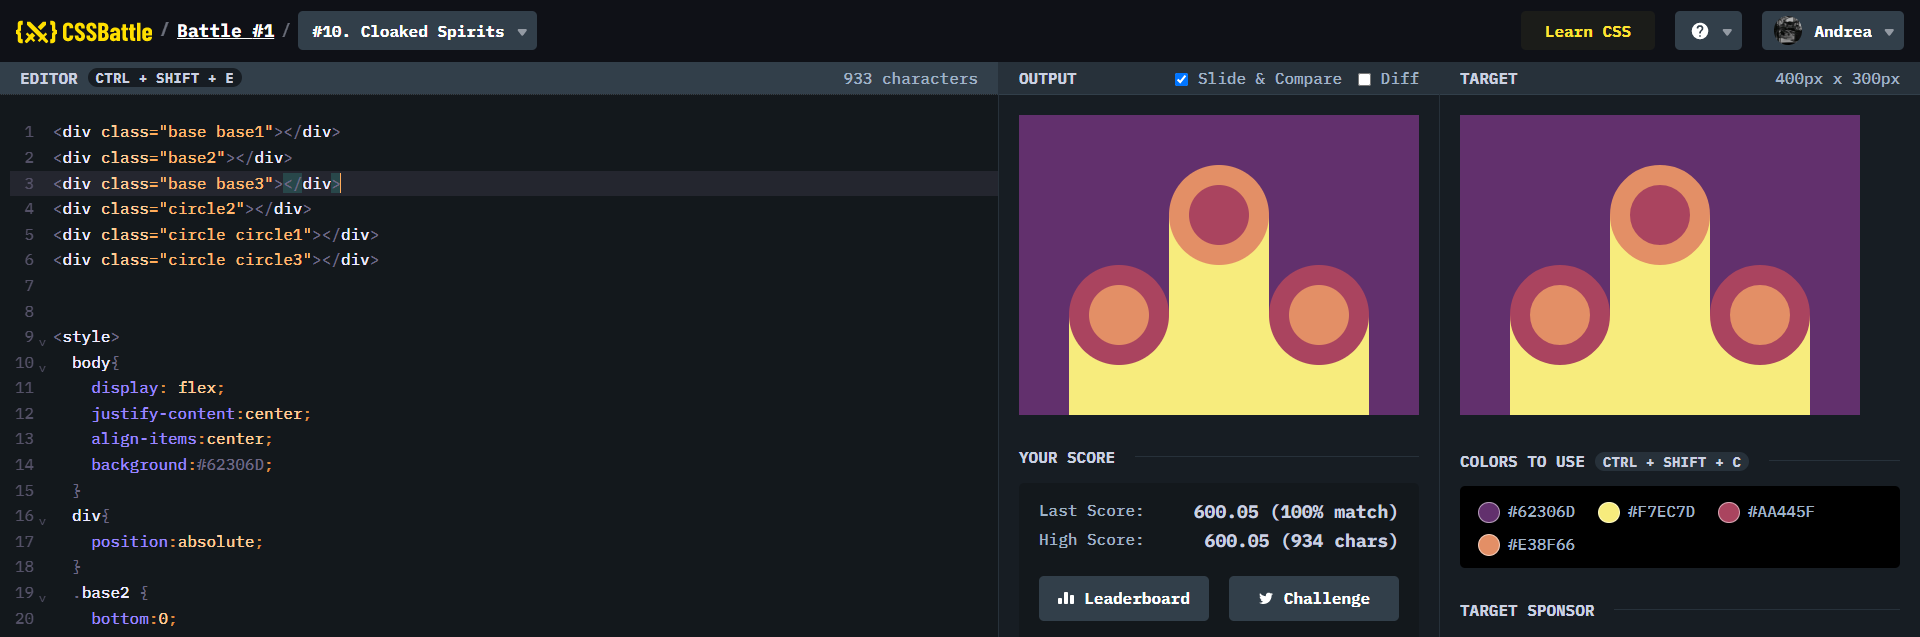 {X} CSSBattle / Battle #1 / #10. Cloaked Spirits Learn CSS ? Andrea
EDITOR CTRL + SHIFT + E 933 characters OUTPUT Slide & Compare Diff TARGET 400px x 300px
1 <div class="base base1"></div>
2 <div class="base2"></div>
3 <div class="base base3"></div>
4 <div class="circle2"></div>
5 <div class="circle circle1"></div>
6 <div class="circle circle3"></div>
7
8
9 <style>
10 body{
11 display: flex;
12 justify-content:center;
13 align-items:center;
14 background:#62306D;
15 }
16 div{
17 position:absolute;
18 }
19 .base2 {
20 bottom:0;
YOUR SCORE
Last Score: 600.05 (100% match)
High Score: 600.05 (934 chars)
Leaderboard Challenge
COLORS TO USE CTRL + SHIFT + C
#62306D #F7EC7D #AA445F
#E38F66
TARGET SPONSOR